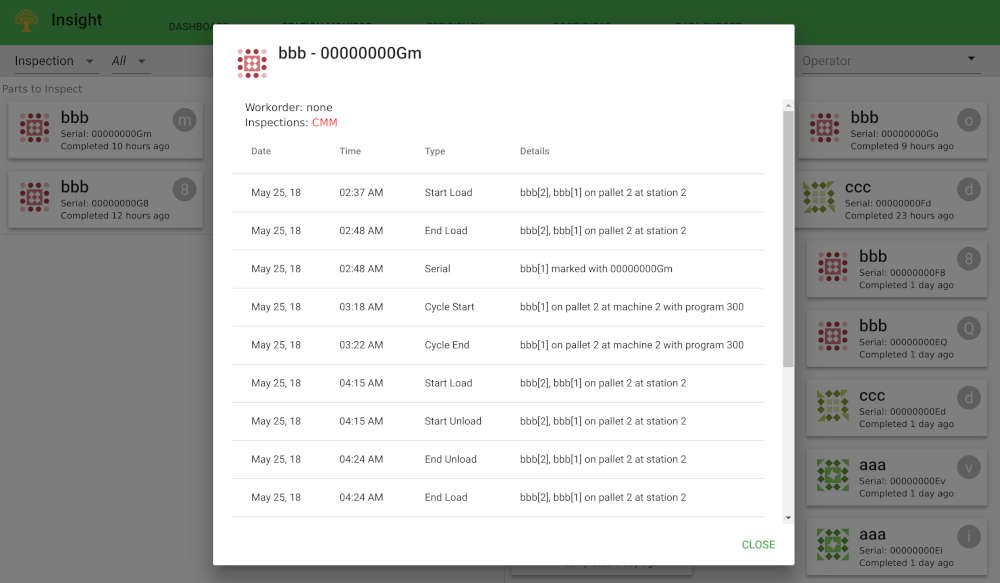 Insight
DASHBOARD
Inspection All
Operator
Parts to Inspect
bbb m
Serial: 00000000Gm
Completed 10 hours ago
bbb 8
Serial: 00000000G8
Completed 12 hours ago
bbb - 00000000Gm
Workorder: none
Inspections: CMM
Date Time Type Details
May 25, 18 02:37 AM Start Load bbb[2], bbb[1] on pallet 2 at station 2
May 25, 18 02:48 AM End Load bbb[2], bbb[1] on pallet 2 at station 2
May 25, 18 02:48 AM Serial bbb[1] marked with 00000000Gm
May 25, 18 03:18 AM Cycle Start bbb[1] on pallet 2 at machine 2 with program 300
May 25, 18 03:22 AM Cycle End bbb[1] on pallet 2 at machine 2 with program 300
May 25, 18 04:15 AM Start Load bbb[2], bbb[1] on pallet 2 at station 2
May 25, 18 04:15 AM Start Unload bbb[2], bbb[1] on pallet 2 at station 2
May 25, 18 04:24 AM End Unload bbb[2], bbb[1] on pallet 2 at station 2
May 25, 18 04:24 AM End Load bbb[2], bbb[1] on pallet 2 at station 2
CLOSE
bbb o
Serial: 00000000Go
Completed 9 hours ago
ccc d
Serial: 00000000Fd
Completed 23 hours ago
bbb 8
Serial: 00000000F8
Completed 1 day ago
bbb Q
Serial: 00000000EQ
Completed 1 day ago
ccc d
Serial: 00000000Ed
Completed 1 day ago
aaa v
Serial: 00000000Ev
Completed 1 day ago
aaa i
Serial: 00000000Ei
Completed 1 day ago